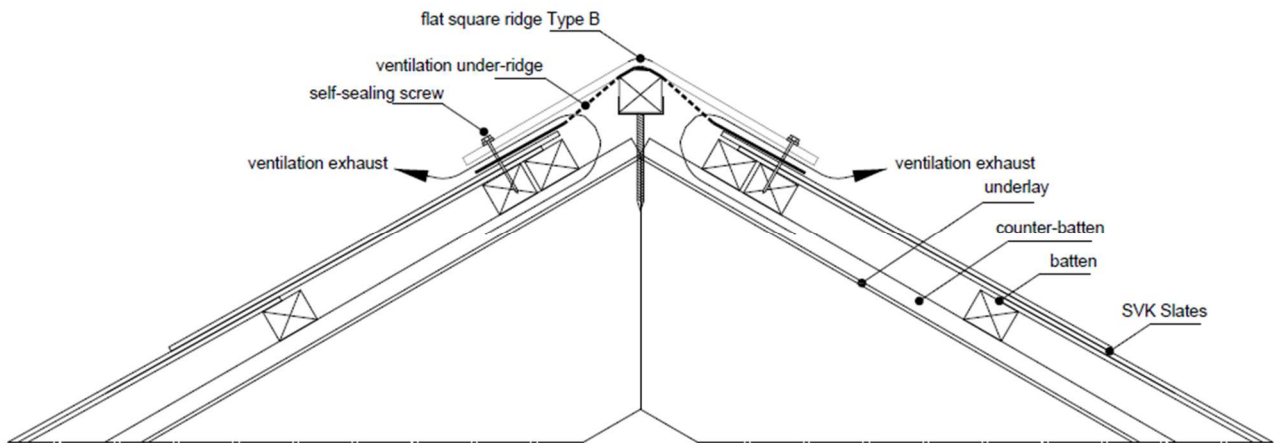 flat square ridge Type B
ventilation under-ridge
self-sealing screw
ventilation exhaust
ventilation exhaust
underlay
counter-batten
batten
SVK Slates